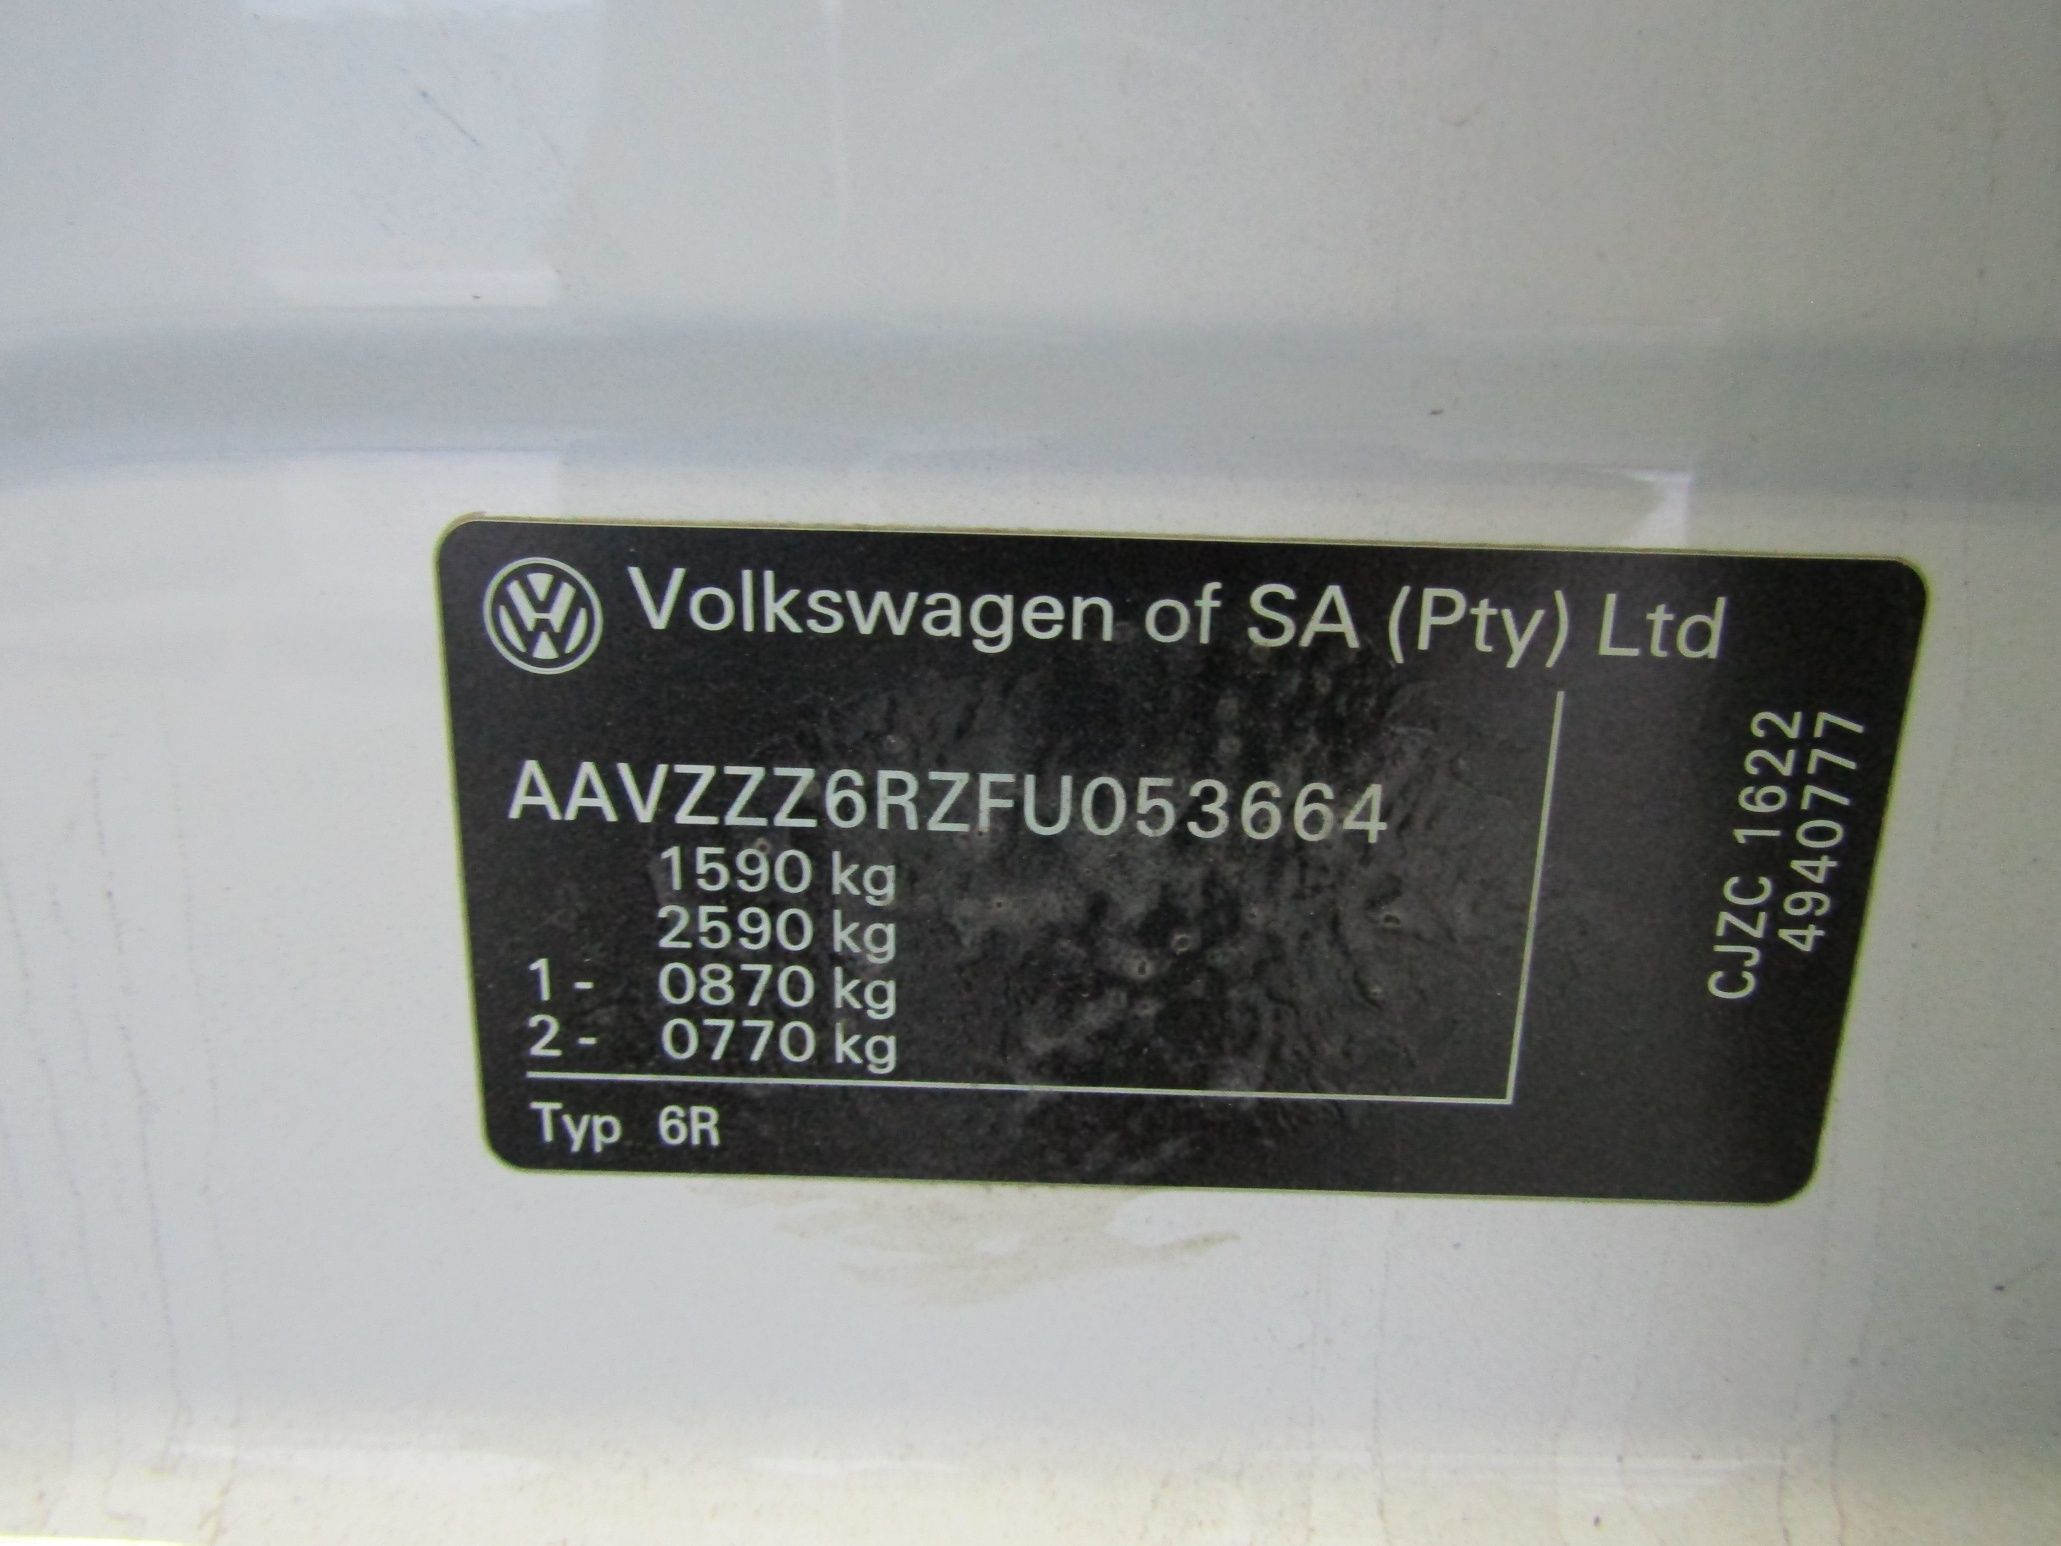 Volkswagen of SA (Pty) Ltd
AAVZZZ6RZFU053664
1590 kg
2590 kg
1 - 0870 kg
2 - 0770 kg
Typ 6R
CJZC 1622
4940777